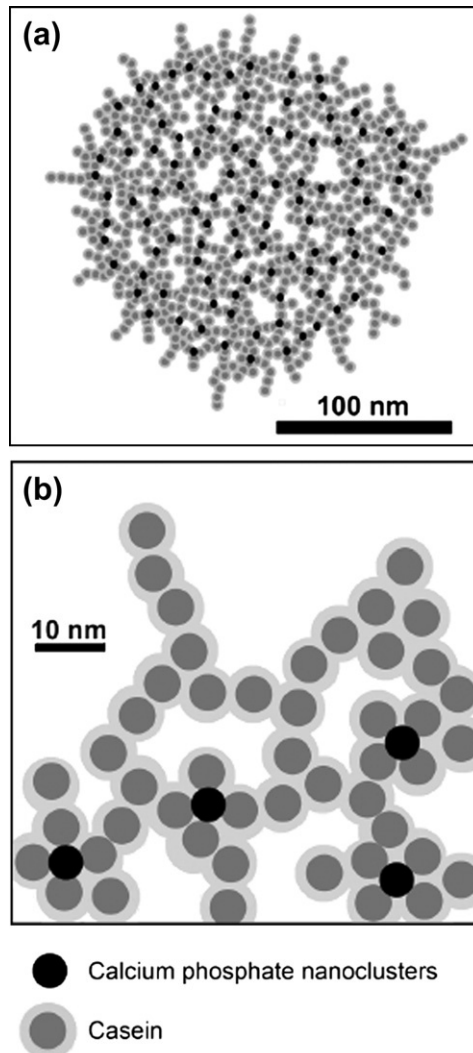 (a)
100 nm
(b)
10 nm
Calcium phosphate nanoclusters
Casein